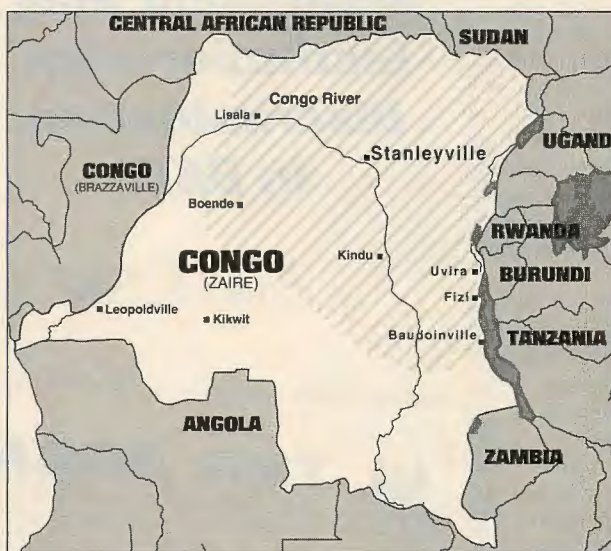 CENTRAL AFRICAN REPUBLIC
SUDAN
Congo River
Lisala
UGAND
CONGO
(BRAZZAVILLE)
Stanleyville
Boende
RWANDA
CONGO
(ZAIRE)
Kindu
Uvira
BURUNDI
Fizi
Leopoldville
Kikwit
Baudoinville
TANZANIA
ANGOLA
ZAMBIA